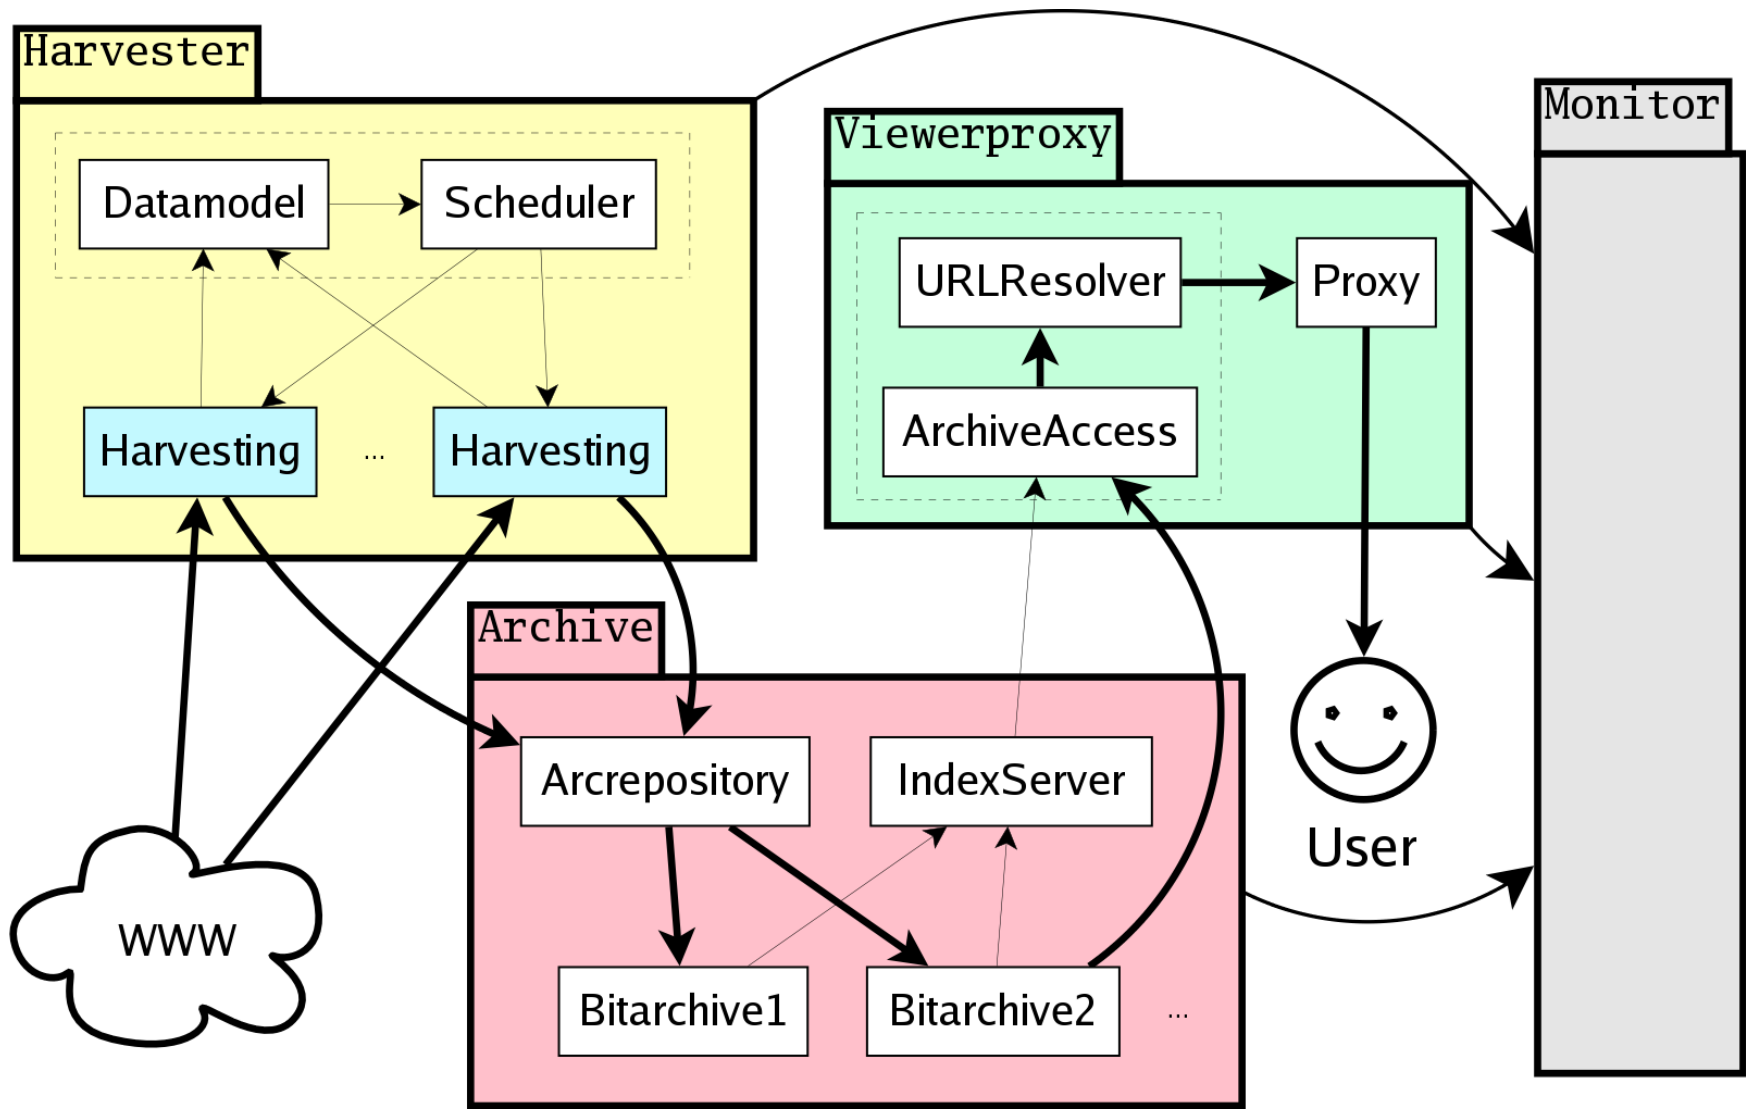 Harvester
Datamodel
Scheduler
Harvesting
...
Harvesting
Viewerproxy
URLResolver
Proxy
ArchiveAccess
Monitor
Archive
Arcrepository
IndexServer
Bitarchive1
Bitarchive2
...
User
WWW